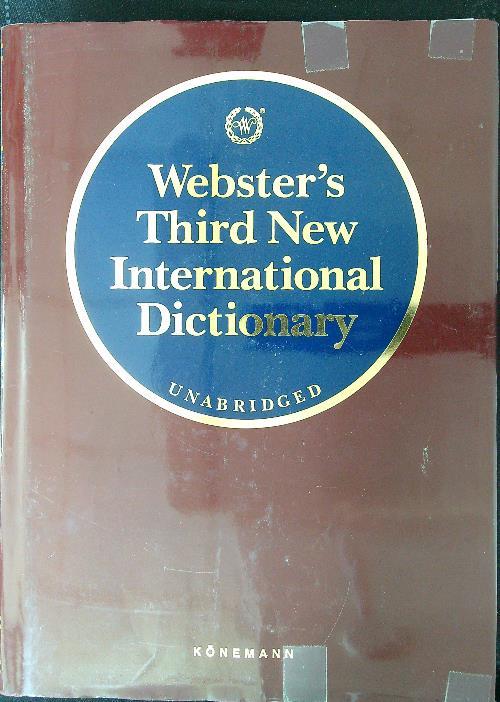 Webster's
Third New
International
Dictionary
UNABRIDGED
KÖNEMANN